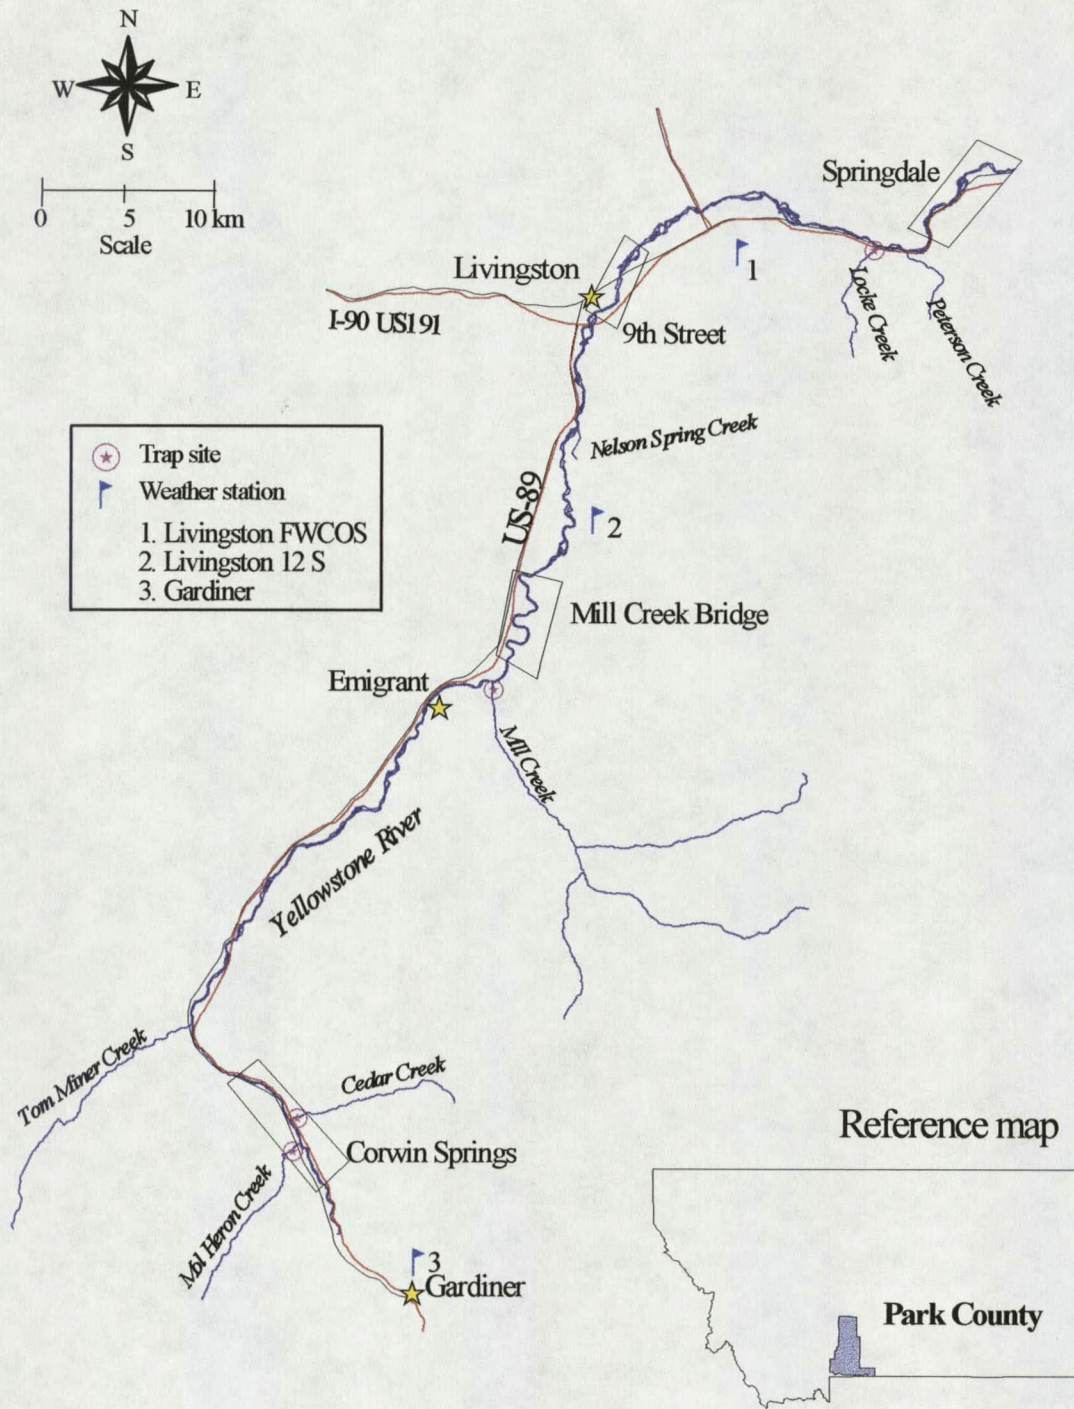 N
W E
S
0 5 10 km
Scale
Springdale
1
Livingston
I-90 US191
9th Street
Locke Creek
Peterson Creek
Nelson Spring Creek
Trap site
Weather station
1. Livingston FWCOS
2. Livingston 12 S
3. Gardiner
US-89
2
Mill Creek Bridge
Emigrant
Mill Creek
Yellowstone River
Tom Miner Creek
Cedar Creek
Corwin Springs
Mol Heron Creek
3
Gardiner
Reference map
Park County